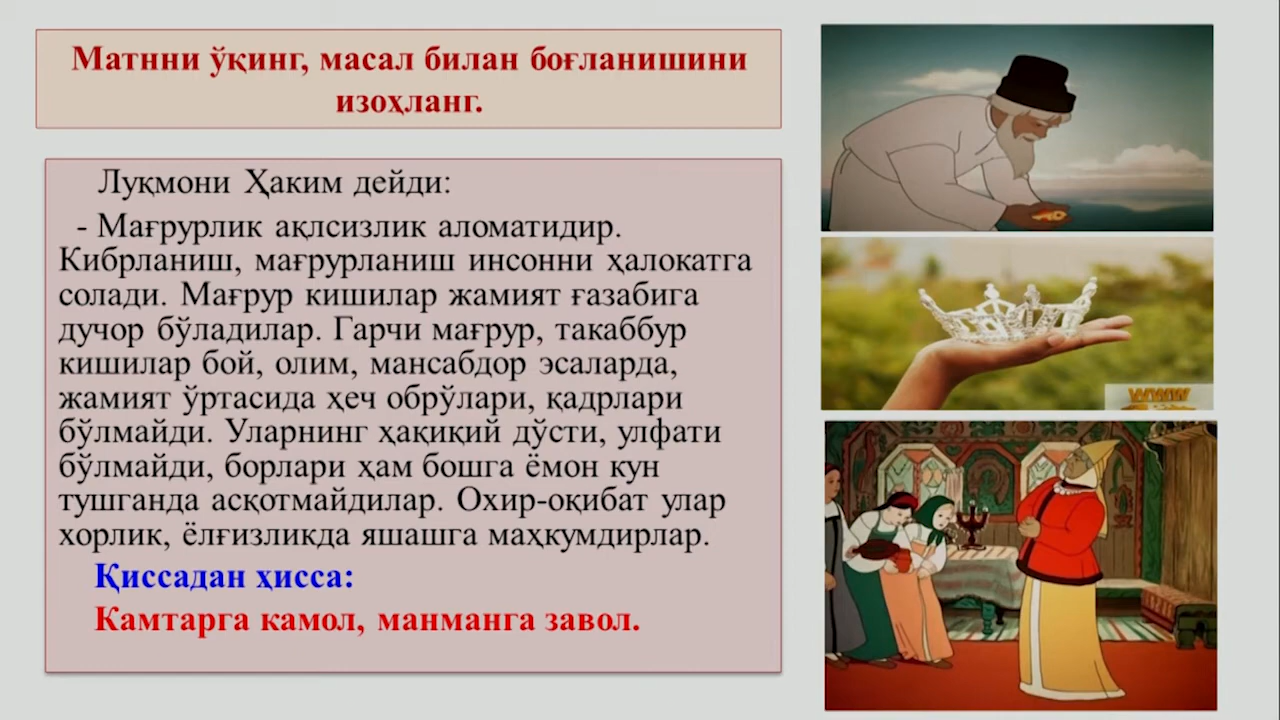 Матнни ўқинг, масал билан боғланишини
изоҳланг.
Луқмони Ҳаким дейди:
- Мағрурлик ақлсизлик аломатидир.
Кибрланиш, мағрурланиш инсонни ҳалокатга
солади. Мағрур кишилар жамият ғазабига
дучор бўладилар. Гарчи мағрур, такаббур
кишилар бой, олим, мансабдор эсаларда,
жамият ўртасида ҳеч обрўлари, қадрлари
бўлмайди. Уларнинг ҳақиқий дўсти, улфати
бўлмайди, борлари ҳам бошга ёмон кун
тушганда асқотмайдилар. Охир-оқибат улар
хорлик, ёлғизликда яшашга маҳкумдирлар.
Қиссадан ҳисса:
Камтарга камол, манманга завол.
www